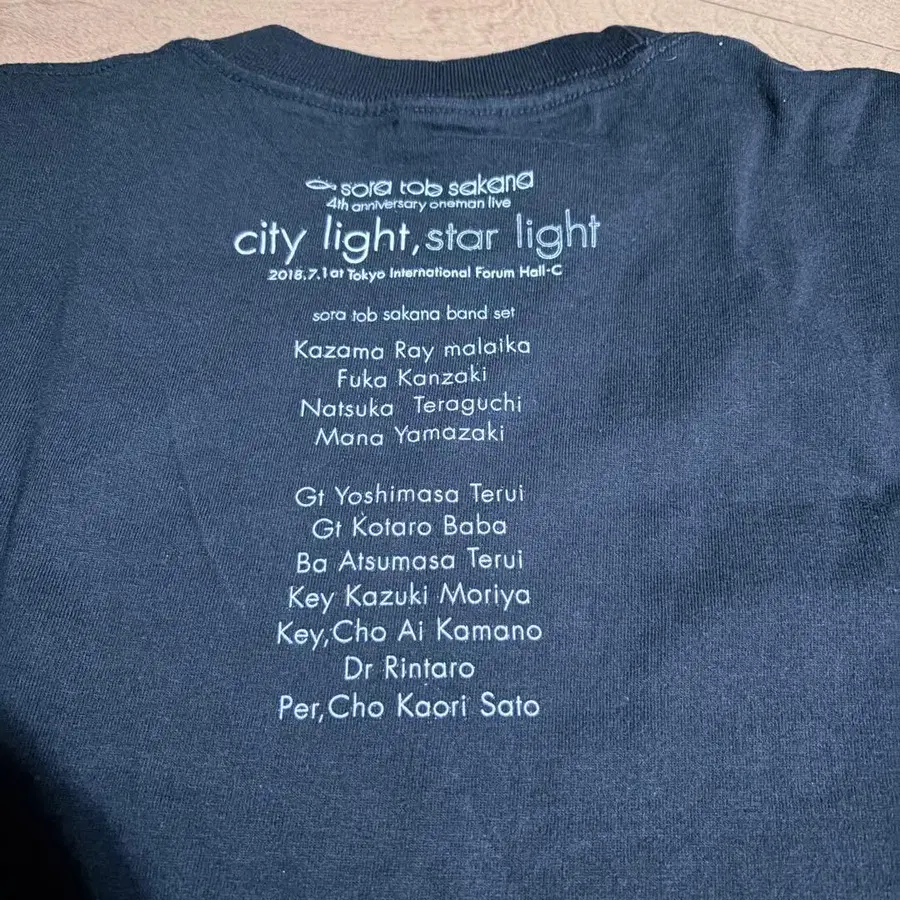 sora tob sakana
4th anniversary oneman live
city light, star light
2018.7.1 at Tokyo International Forum Hall-C
sora tob sakana band set
Kazama Ray malaika
Fuka Kanzaki
Natsuka Teraguchi
Mana Yamazaki
Gt Yoshimasa Terui
Gt Kotaro Baba
Ba Atsumasa Terui
Key Kazuki Moriya
Key,Cho Ai Kamano
Dr Rintaro
Per,Cho Kaori Sato